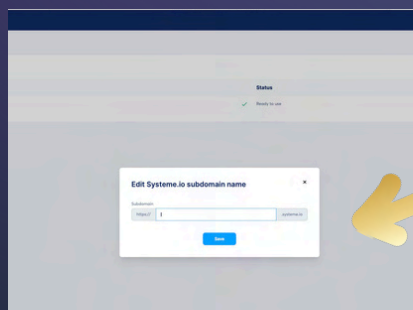 Status
Ready to use
Edit Systeme.io subdomain name
×
Subdomain
https://
.systeme.io
Save